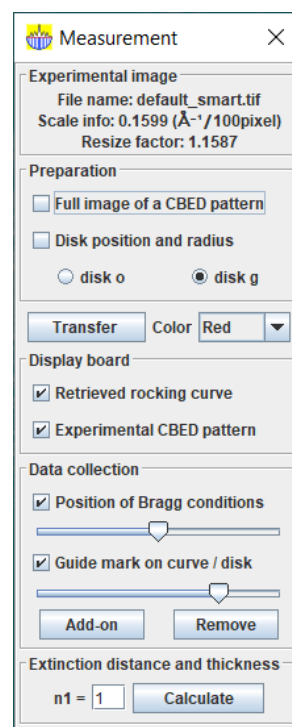 Measurement
Experimental image
File name: default_smart.tif
Scale info: 0.1599 (Å⁻¹/100pixel)
Resize factor: 1.1587
Preparation
Full image of a CBED pattern
Disk position and radius
disk o disk g
Transfer Color Red
Display board
Retrieved rocking curve
Experimental CBED pattern
Data collection
Position of Bragg conditions
Guide mark on curve / disk
Add-on Remove
Extinction distance and thickness
n1 = 1 Calculate